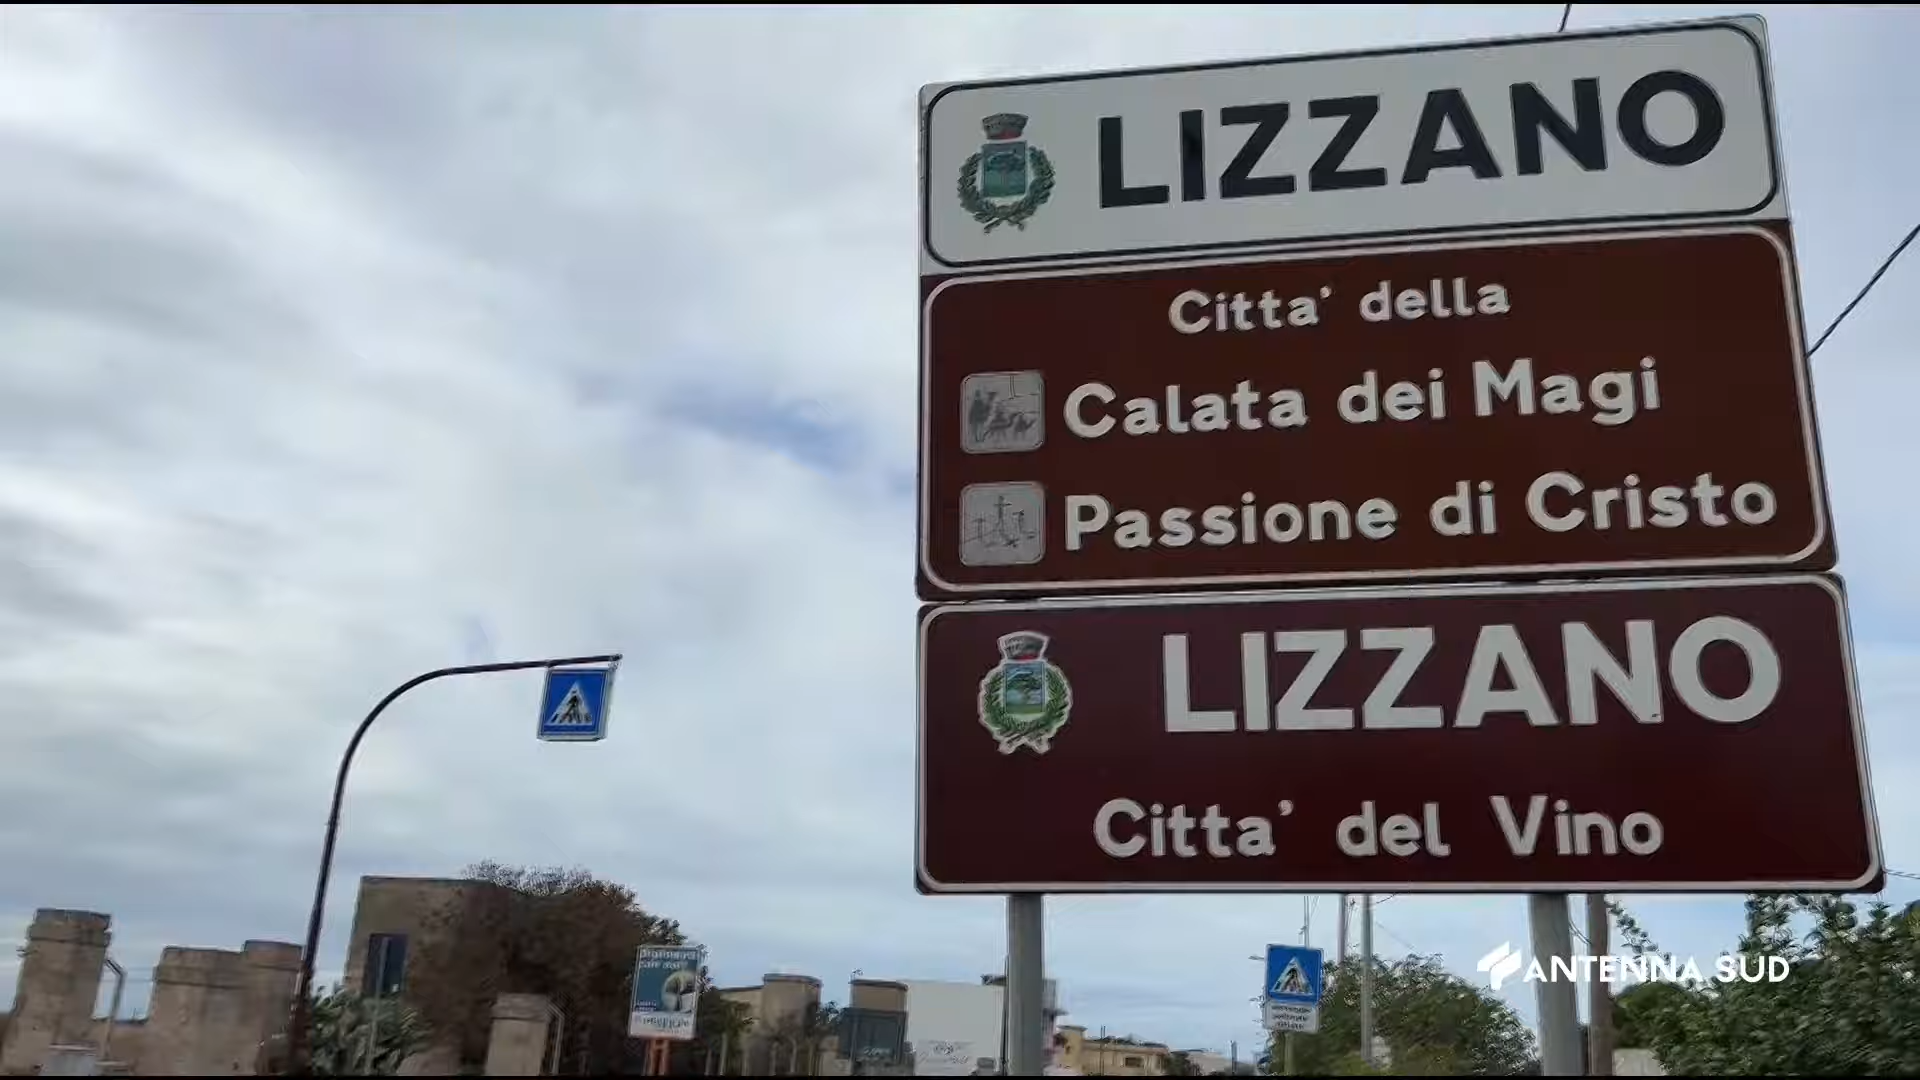 LIZZANO
Citta' della
Calata dei Magi
Passione di Cristo
LIZZANO
Citta' del Vino
ANTENNA SUD